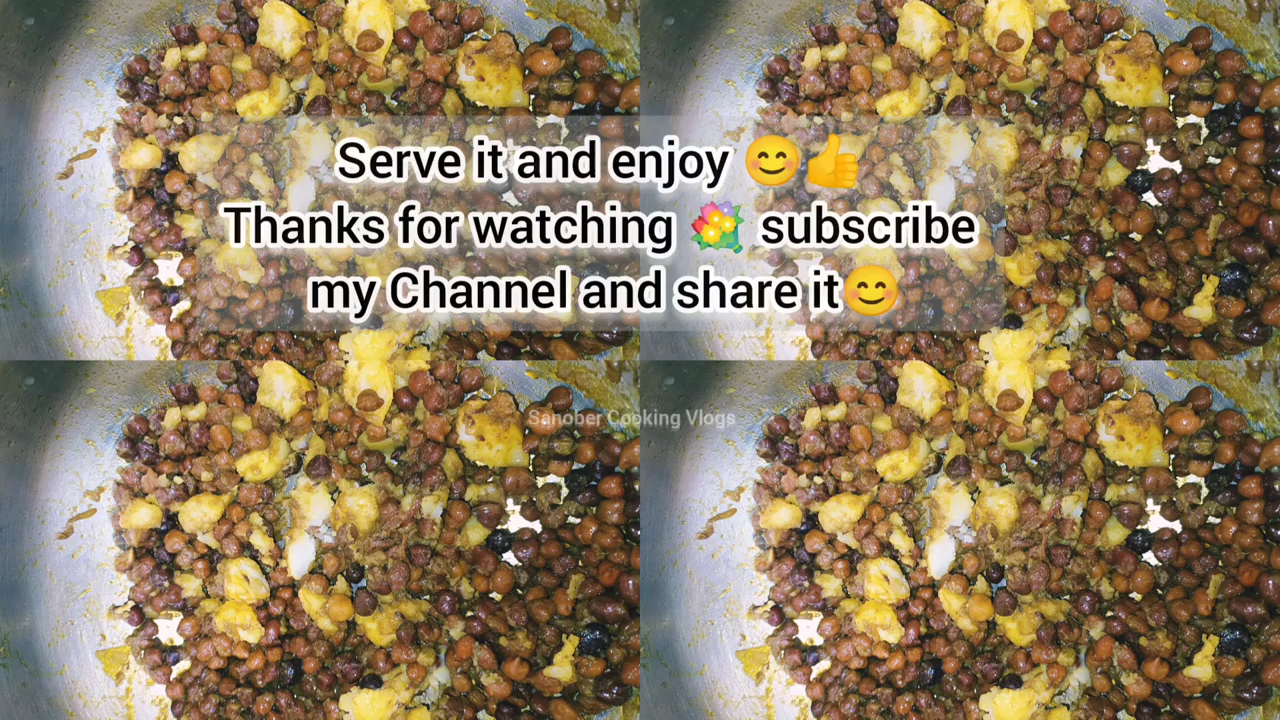 Serve it and enjoy 😊👍
Thanks for watching 💐 subscribe
my Channel and share it😊
Sanober Cooking Vlogs